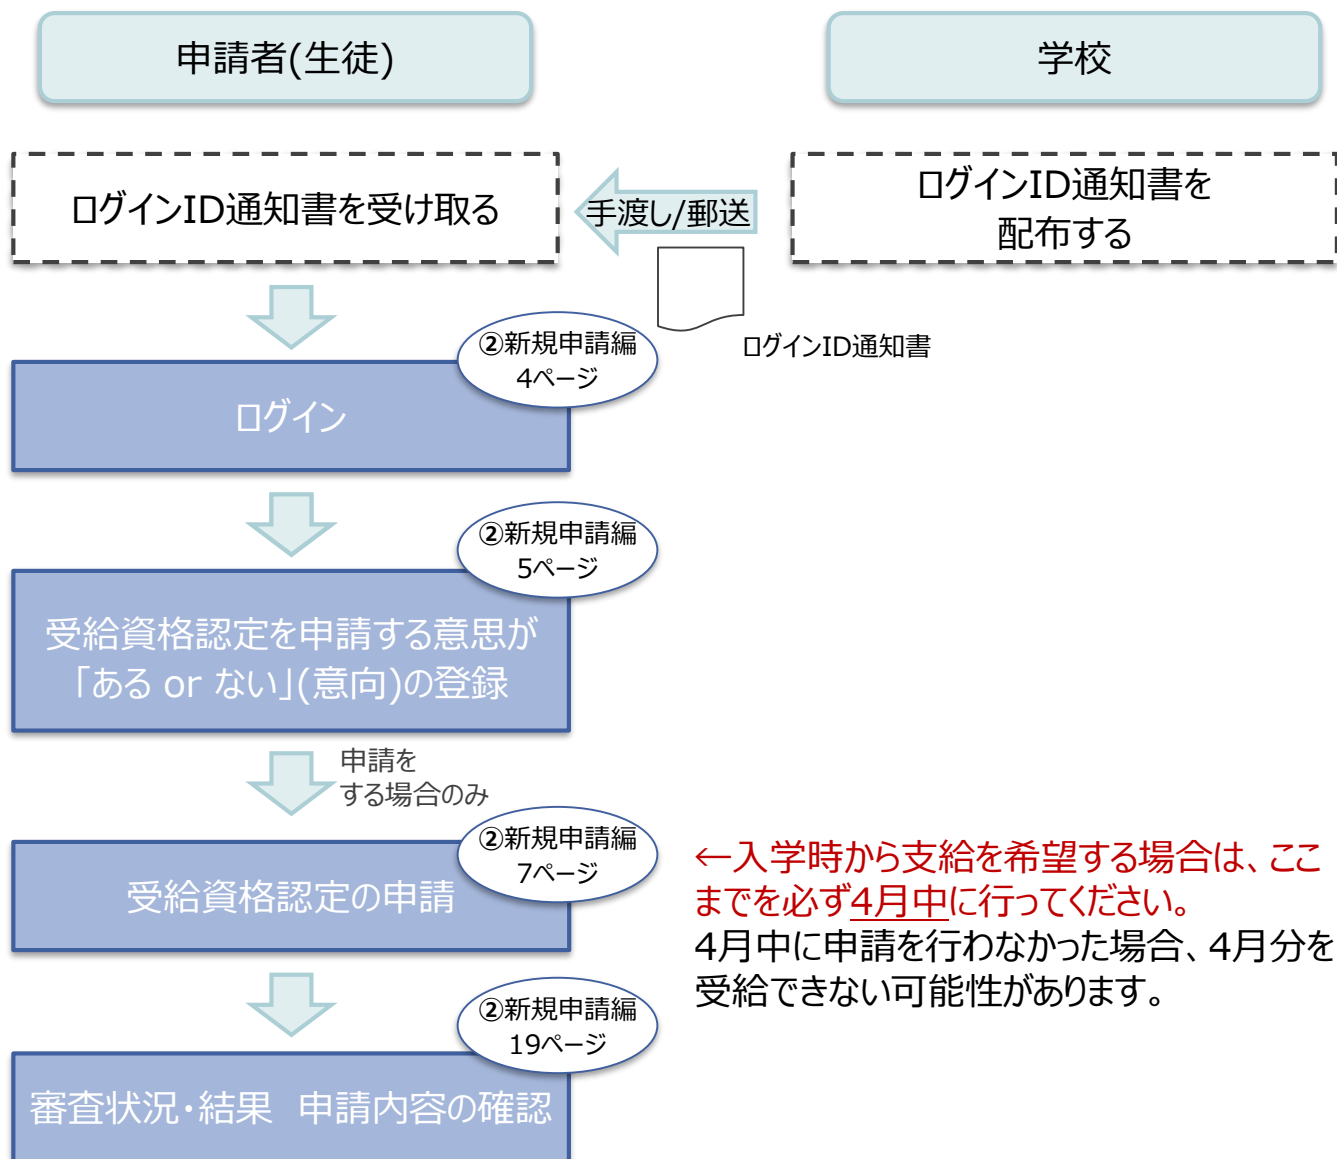 申請者(生徒)
学校
ログインID通知書を受け取る
手渡し/郵送
ログインID通知書を
配布する
ログインID通知書
②新規申請編
4ページ
ログイン
②新規申請編
5ページ
受給資格認定を申請する意思が
「ある or ない」(意向)の登録
申請を
する場合のみ
②新規申請編
7ページ
受給資格認定の申請
←入学時から支給を希望する場合は、ここ
までを必ず4月中に行ってください。
4月中に申請を行わなかった場合、4月分を
受給できない可能性があります。
②新規申請編
19ページ
審査状況・結果　申請内容の確認